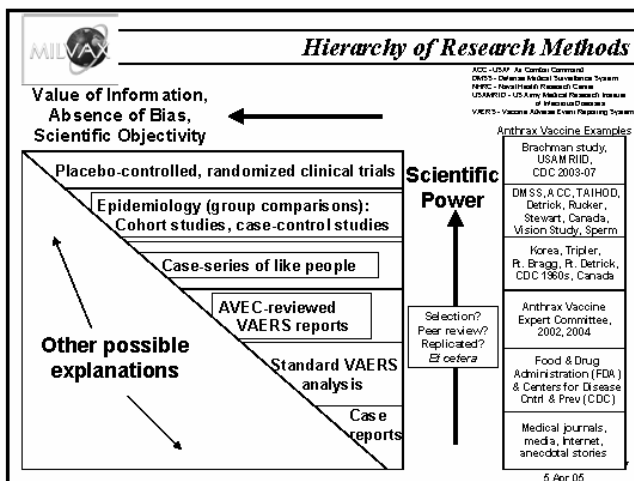 MILVAX
Hierarchy of Research Methods
ACC - USAF Air Combat Command
DMSS - Defense Medical Surveillance System
NHRC - Naval Health Research Center
USAMRIID - US Army Medical Research Institute
of Infectious Diseases
VAERS - Vaccine Adverse Event Reporting System
Value of Information,
Absence of Bias,
Scientific Objectivity
Anthrax Vaccine Examples
Placebo-controlled, randomized clinical trials
Epidemiology (group comparisons):
Cohort studies, case-control studies
Case-series of like people
AVEC-reviewed
VAERS reports
Standard VAERS
analysis
Case
reports
Other possible
explanations
Scientific
Power
Selection?
Peer review?
Replicated?
Et cetera
Brachman study,
USAMRIID,
CDC 2003-07
DMSS, ACC, TAIHOD,
Detrick, Rucker,
Stewart, Canada,
Vision Study, Sperm
Korea, Tripler,
Ft. Bragg, Ft. Detrick,
CDC 1960s, Canada
Anthrax Vaccine
Expert Committee,
2002, 2004
Food & Drug
Administration (FDA)
& Centers for Disease
Cntrl & Prev (CDC)
Medical journals,
media, Internet,
anecdotal stories
5 Apr 05